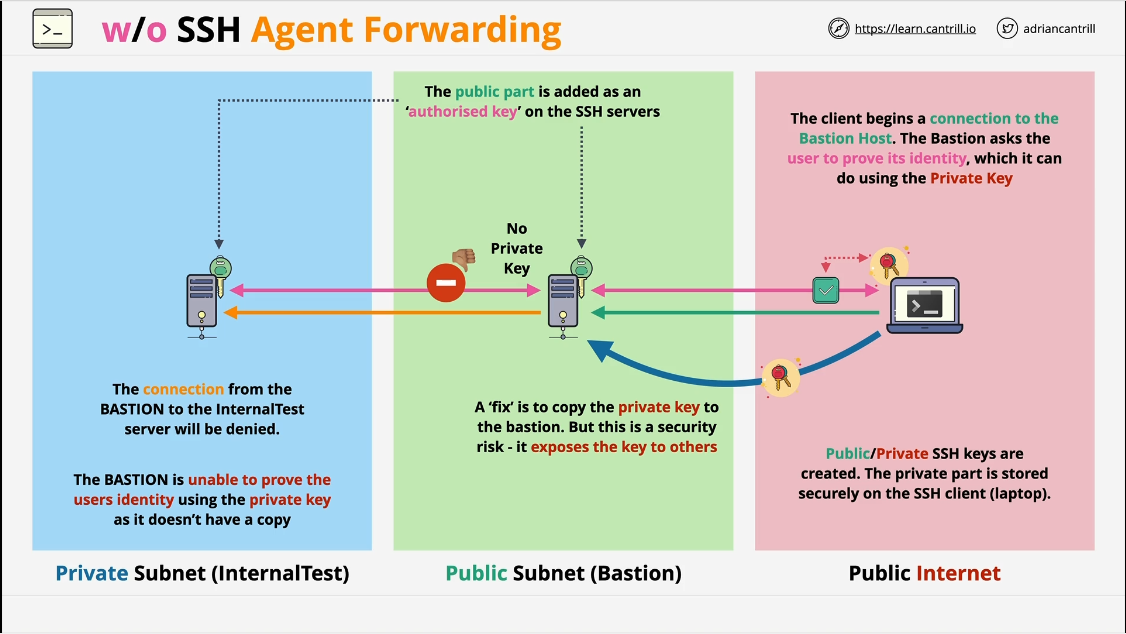 >_
w/o SSH Agent Forwarding
https://learn.cantrill.io
adriancantrill
The public part is added as an
‘authorised key’ on the SSH servers
The client begins a connection to the
Bastion Host. The Bastion asks the
user to prove its identity, which it can
do using the Private Key
No
Private
Key
The connection from the
BASTION to the InternalTest
server will be denied.
The BASTION is unable to prove the
users identity using the private key
as it doesn’t have a copy
A ‘fix’ is to copy the private key to
the bastion. But this is a security
risk - it exposes the key to others
Public/Private SSH keys are
created. The private part is stored
securely on the SSH client (laptop).
Private Subnet (InternalTest)
Public Subnet (Bastion)
Public Internet